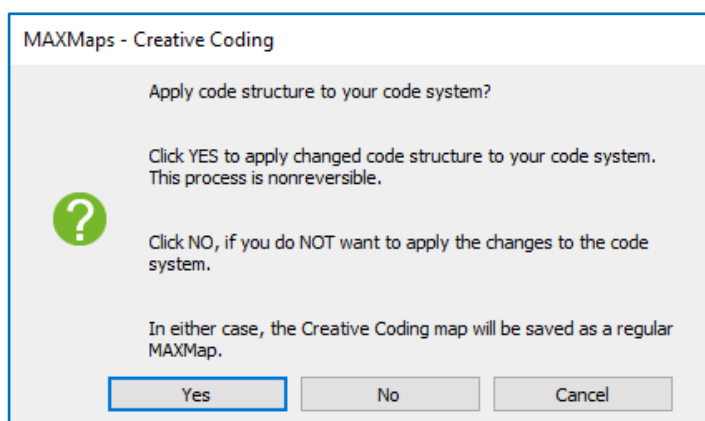 MAXMaps - Creative Coding
Apply code structure to your code system?
Click YES to apply changed code structure to your code system.
This process is nonreversible.
Click NO, if you do NOT want to apply the changes to the code
system.
In either case, the Creative Coding map will be saved as a regular
MAXMap.
Yes No Cancel